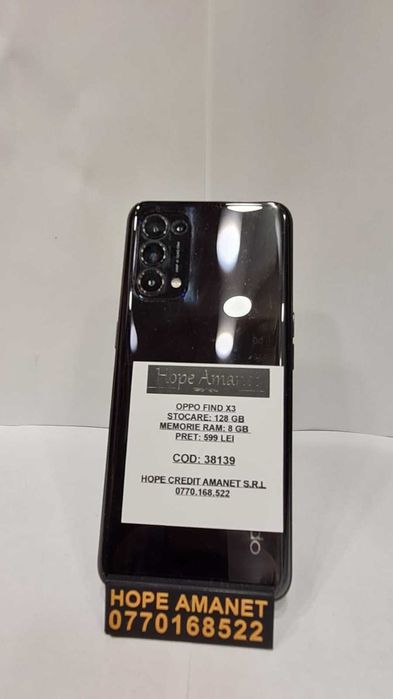 Hope Amanet
OPPO FIND X3
STOCARE: 128 GB
MEMORIE RAM: 8 GB
PRET: 599 LEI
COD: 38139
HOPE CREDIT AMANET S.R.L
0770.168.522
HOPE AMANET
0770168522